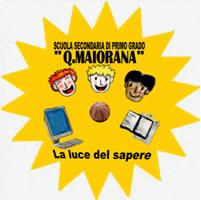 SCUOLA SECONDARIA DI PRIMO GRADO
"Q.MAIORANA"
La luce del sapere